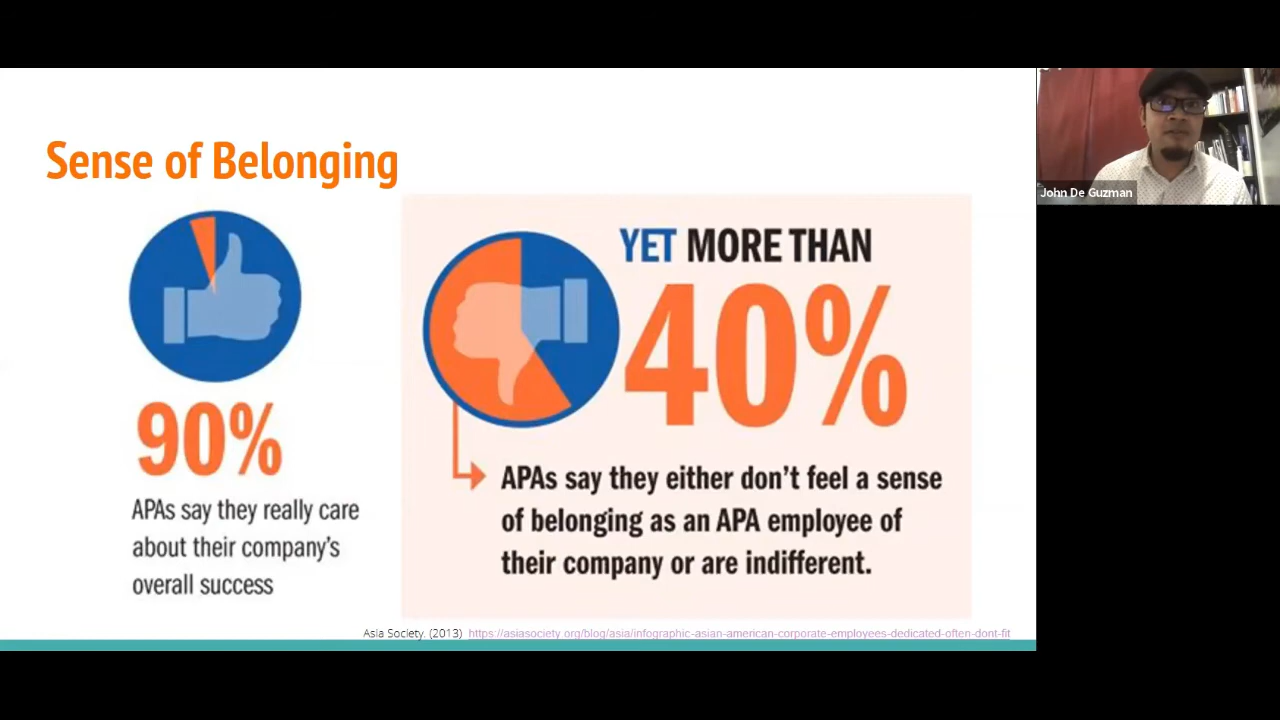 Sense of Belonging
90%
APAs say they really care
about their company's
overall success
YET MORE THAN
40%
APAs say they either don't feel a sense
of belonging as an APA employee of
their company or are indifferent.
Asia Society. (2013) https://asiasociety.org/blog/asia/infographic-asian-american-corporate-employees-dedicated-often-dont-fit
John De Guzman